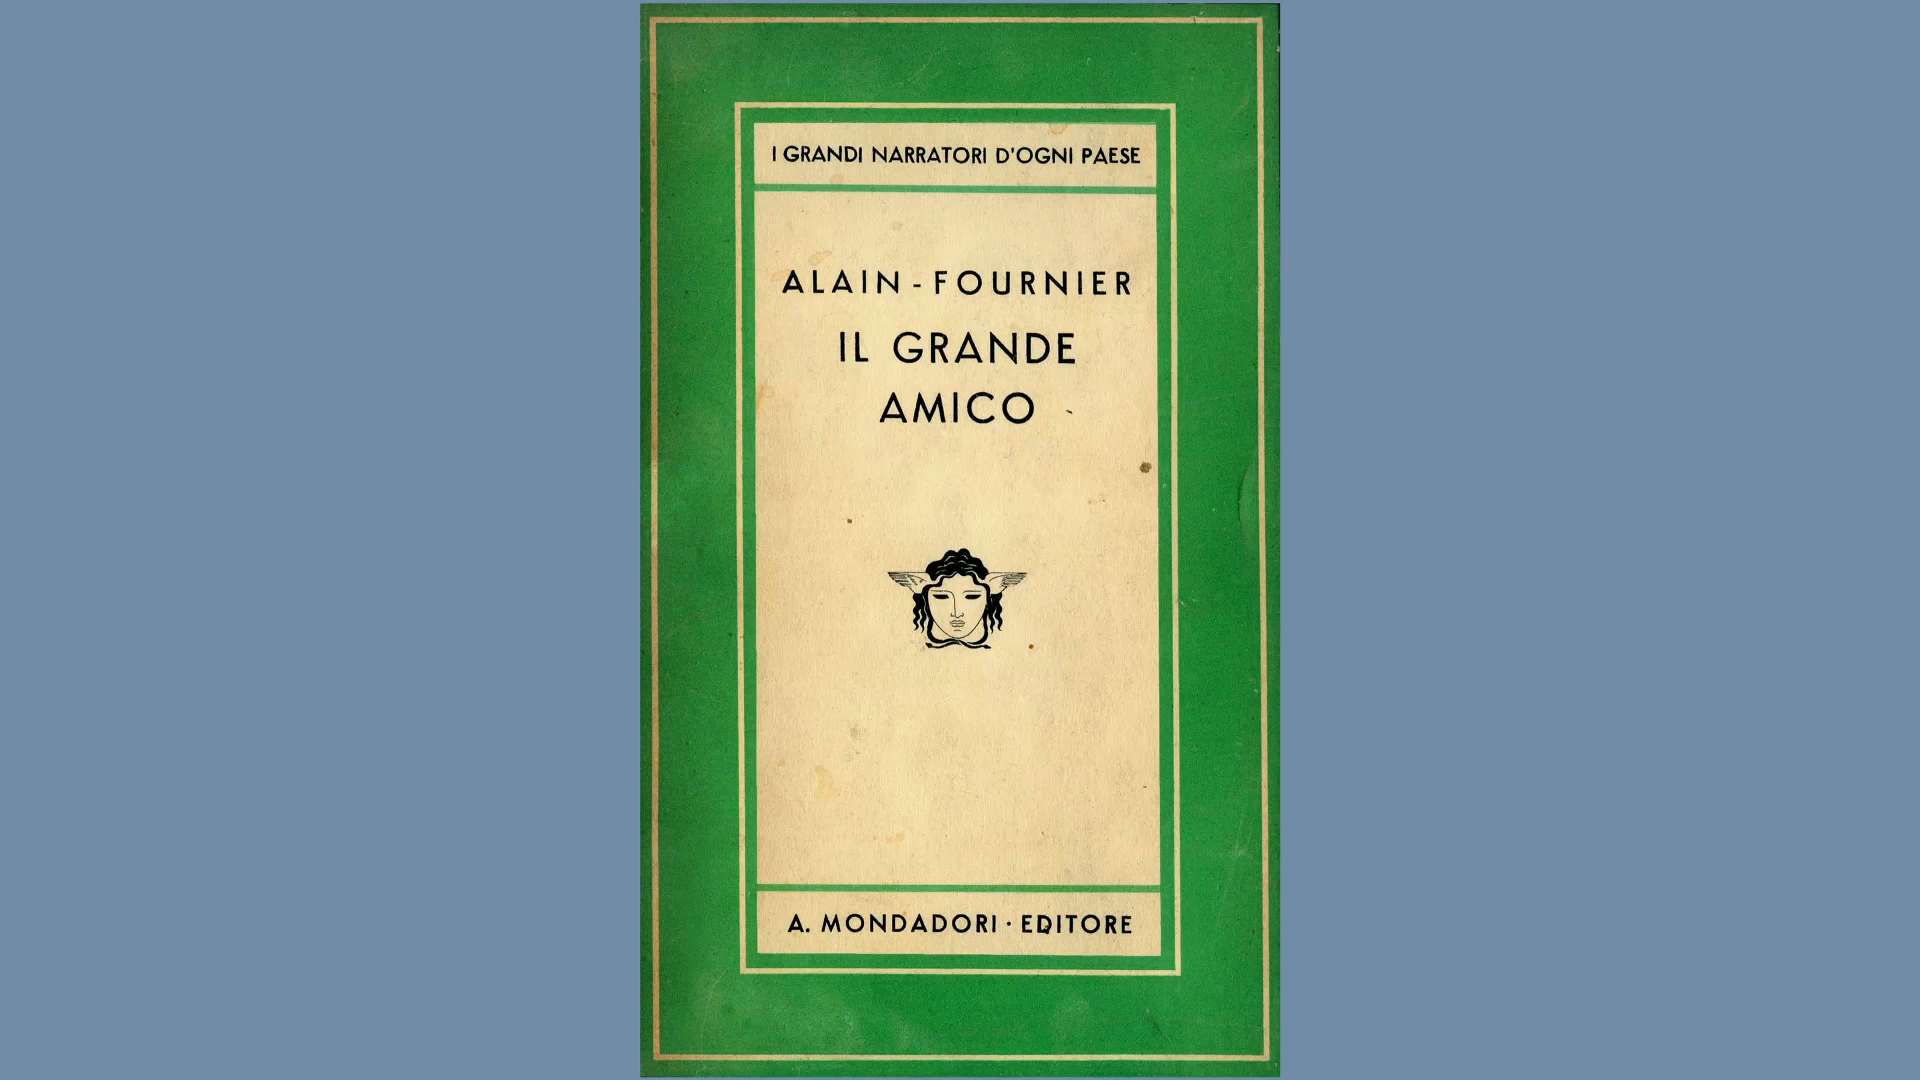 I GRANDI NARRATORI D'OGNI PAESE
ALAIN-FOURNIER
IL GRANDE
AMICO
A. MONDADORI · EDITORE